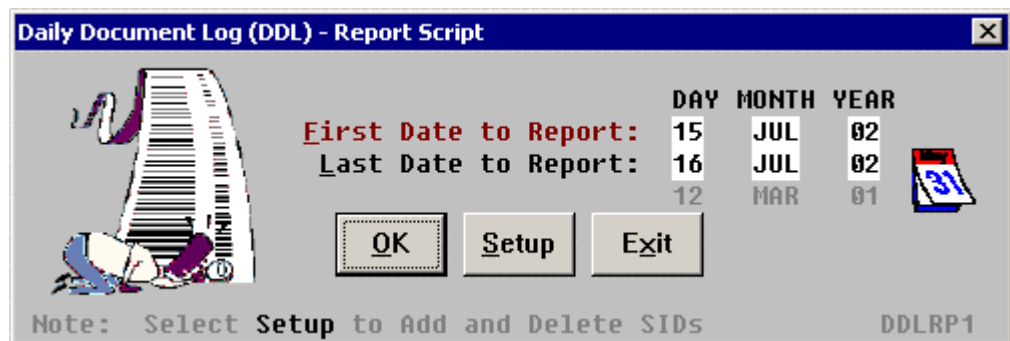 Daily Document Log (DDL) - Report Script
DAY MONTH YEAR
First Date to Report: 15 JUL 02
Last Date to Report: 16 JUL 02
12 MAR 01
May
31
OK Setup Exit
Note: Select Setup to Add and Delete SIDs DDLRP1